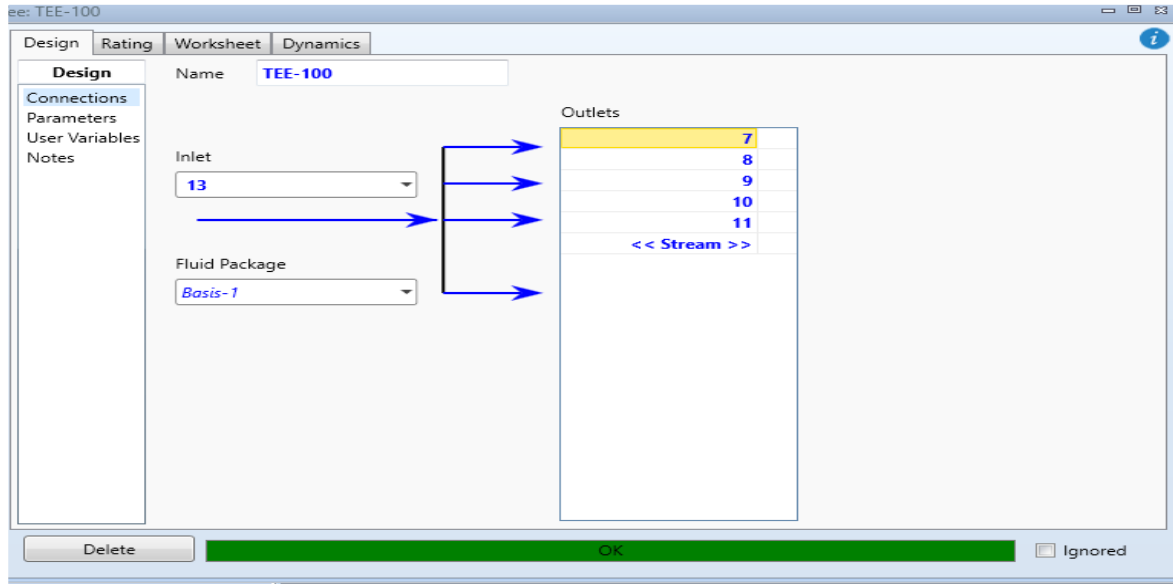 ee: TEE-100
Design Rating Worksheet Dynamics
Design
Connections
Parameters
User Variables
Notes
Name TEE-100
Outlets
7
8
9
10
11
<< Stream >>
Inlet
13
Fluid Package
Basis-1
Delete
OK
Ignored